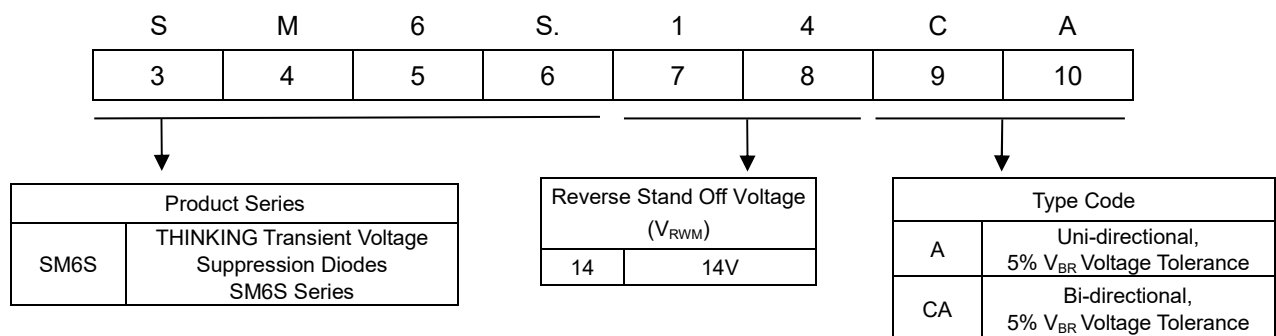 S M 6 S. 1 4 C A
3 4 5 6 7 8 9 10
Product Series
SM6S
THINKING Transient Voltage
Suppression Diodes
SM6S Series
Reverse Stand Off Voltage
(VRWM)
14 14V
Type Code
A
Uni-directional,
5% VBR Voltage Tolerance
CA
Bi-directional,
5% VBR Voltage Tolerance